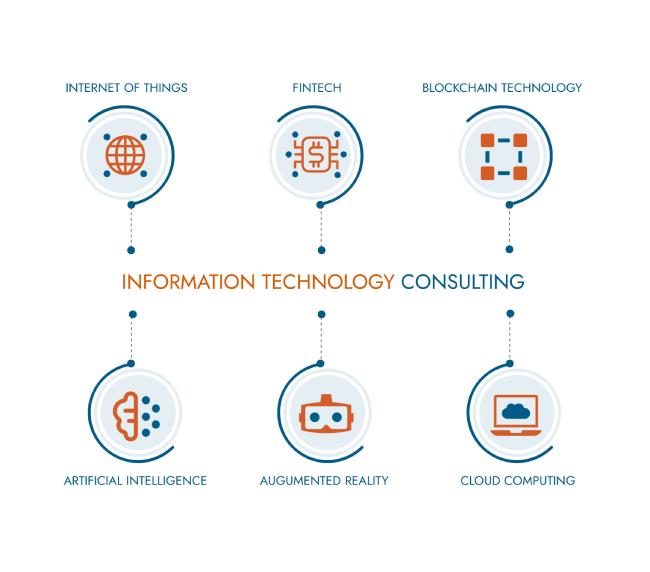 INTERNET OF THINGS
FINTECH
BLOCKCHAIN TECHNOLOGY
$
INFORMATION TECHNOLOGY CONSULTING
ARTIFICIAL INTELLIGENCE
AUGUMENTED REALITY
CLOUD COMPUTING